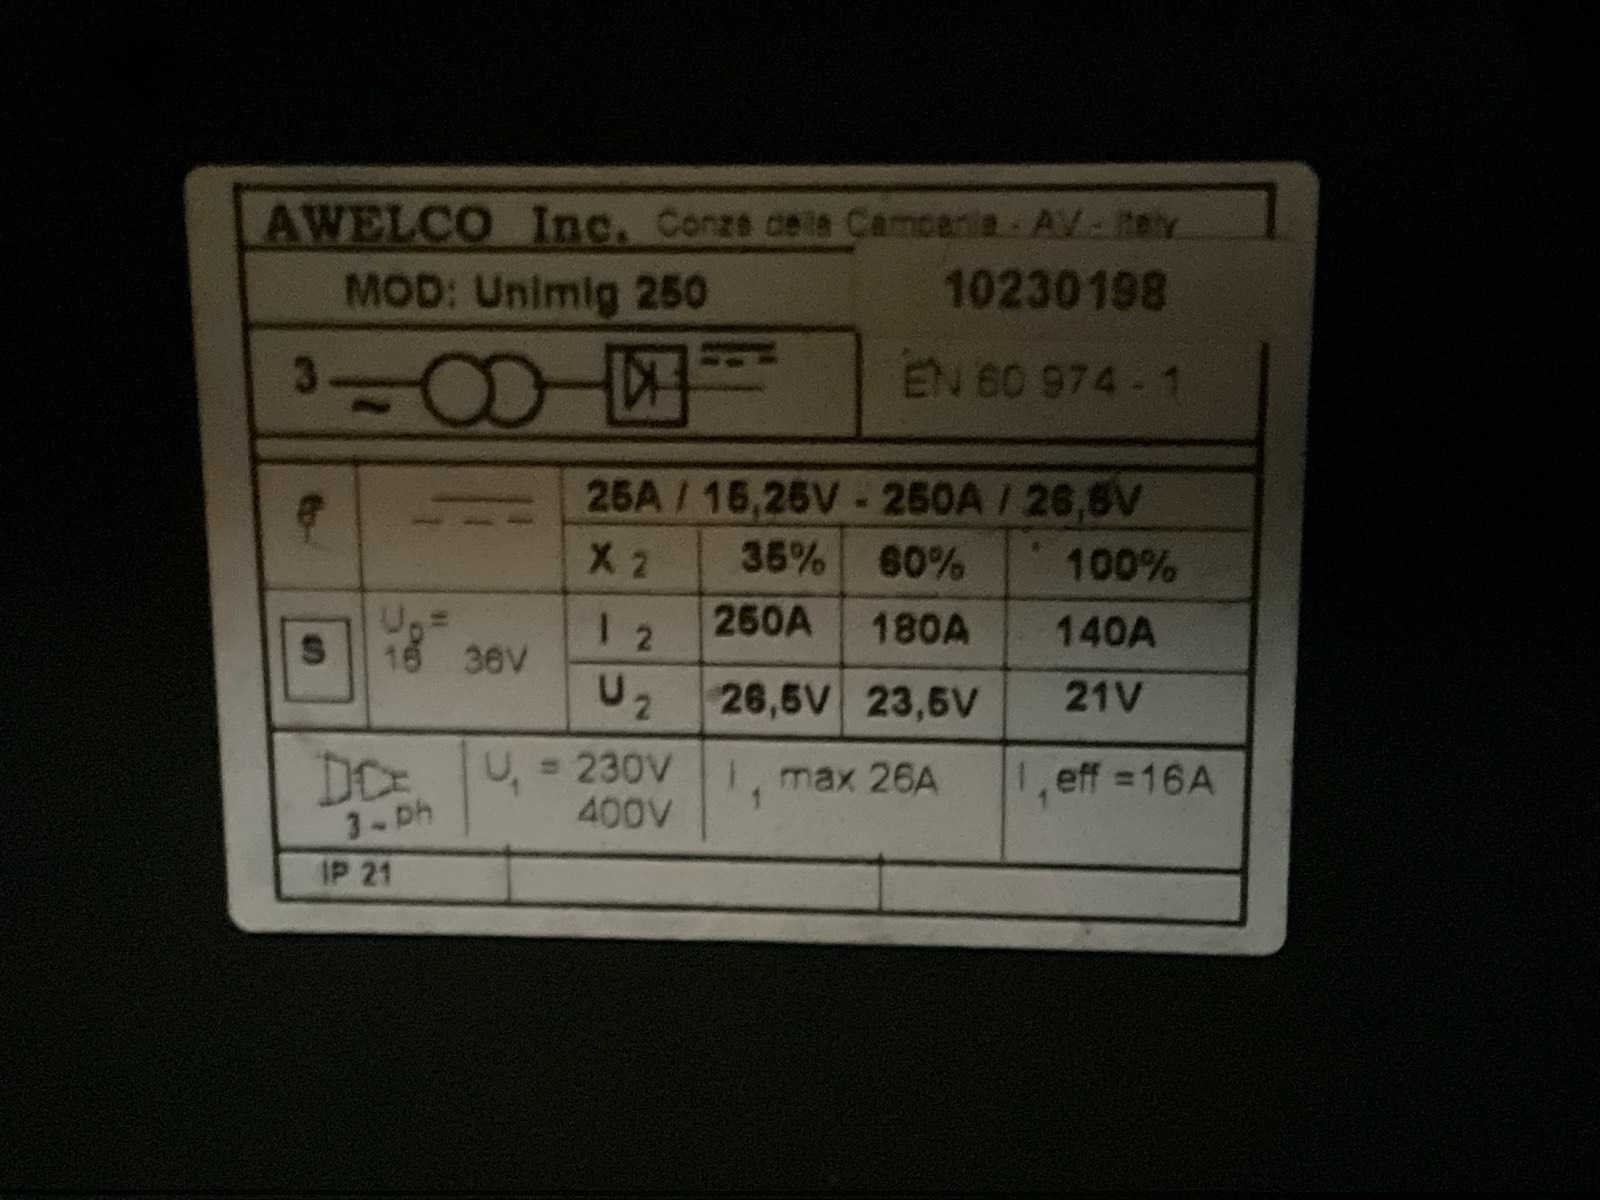 AWELCO Inc. Conza della Campania - AV - Italy
MOD: Unimig 250 10230198
3 ~ EN 60 974 - 1
25A / 15,25V - 250A / 26,5V
X 2 35% 60% 100%
S U0 = 16 36V
I 2 250A 180A 140A
U 2 26,5V 23,5V 21V
3~ph U1 = 230V 400V I1 max 26A I1 eff =16A
IP 21